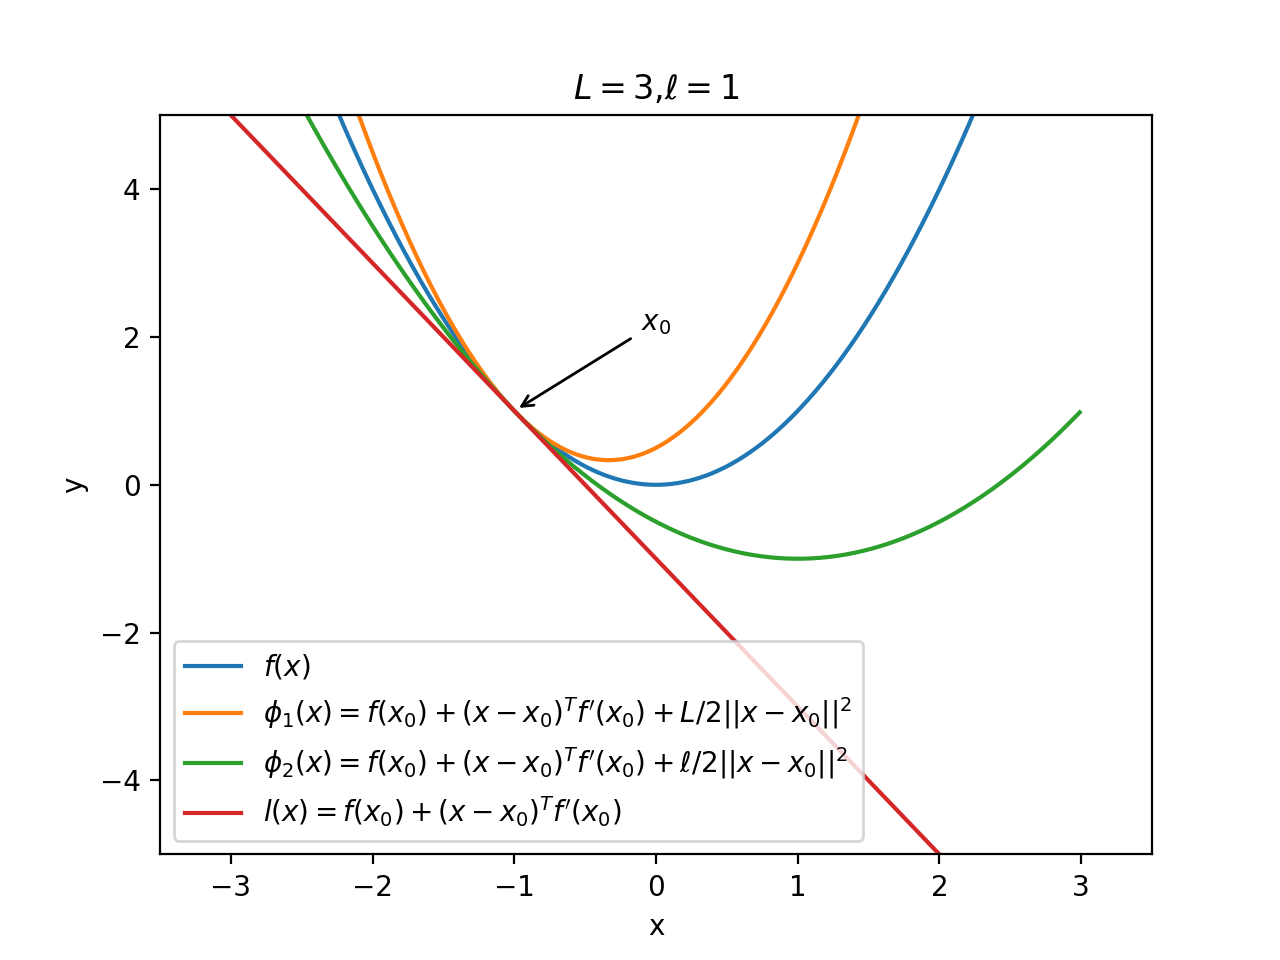 L = 3,ℓ = 1
4
2
0
−2
−4
y
x₀
f(x)
ϕ₁(x) = f(x₀) + (x − x₀)ᵀf′(x₀) + L/2||x − x₀||²
ϕ₂(x) = f(x₀) + (x − x₀)ᵀf′(x₀) + ℓ/2||x − x₀||²
l(x) = f(x₀) + (x − x₀)ᵀf′(x₀)
−3 −2 −1 0 1 2 3
x